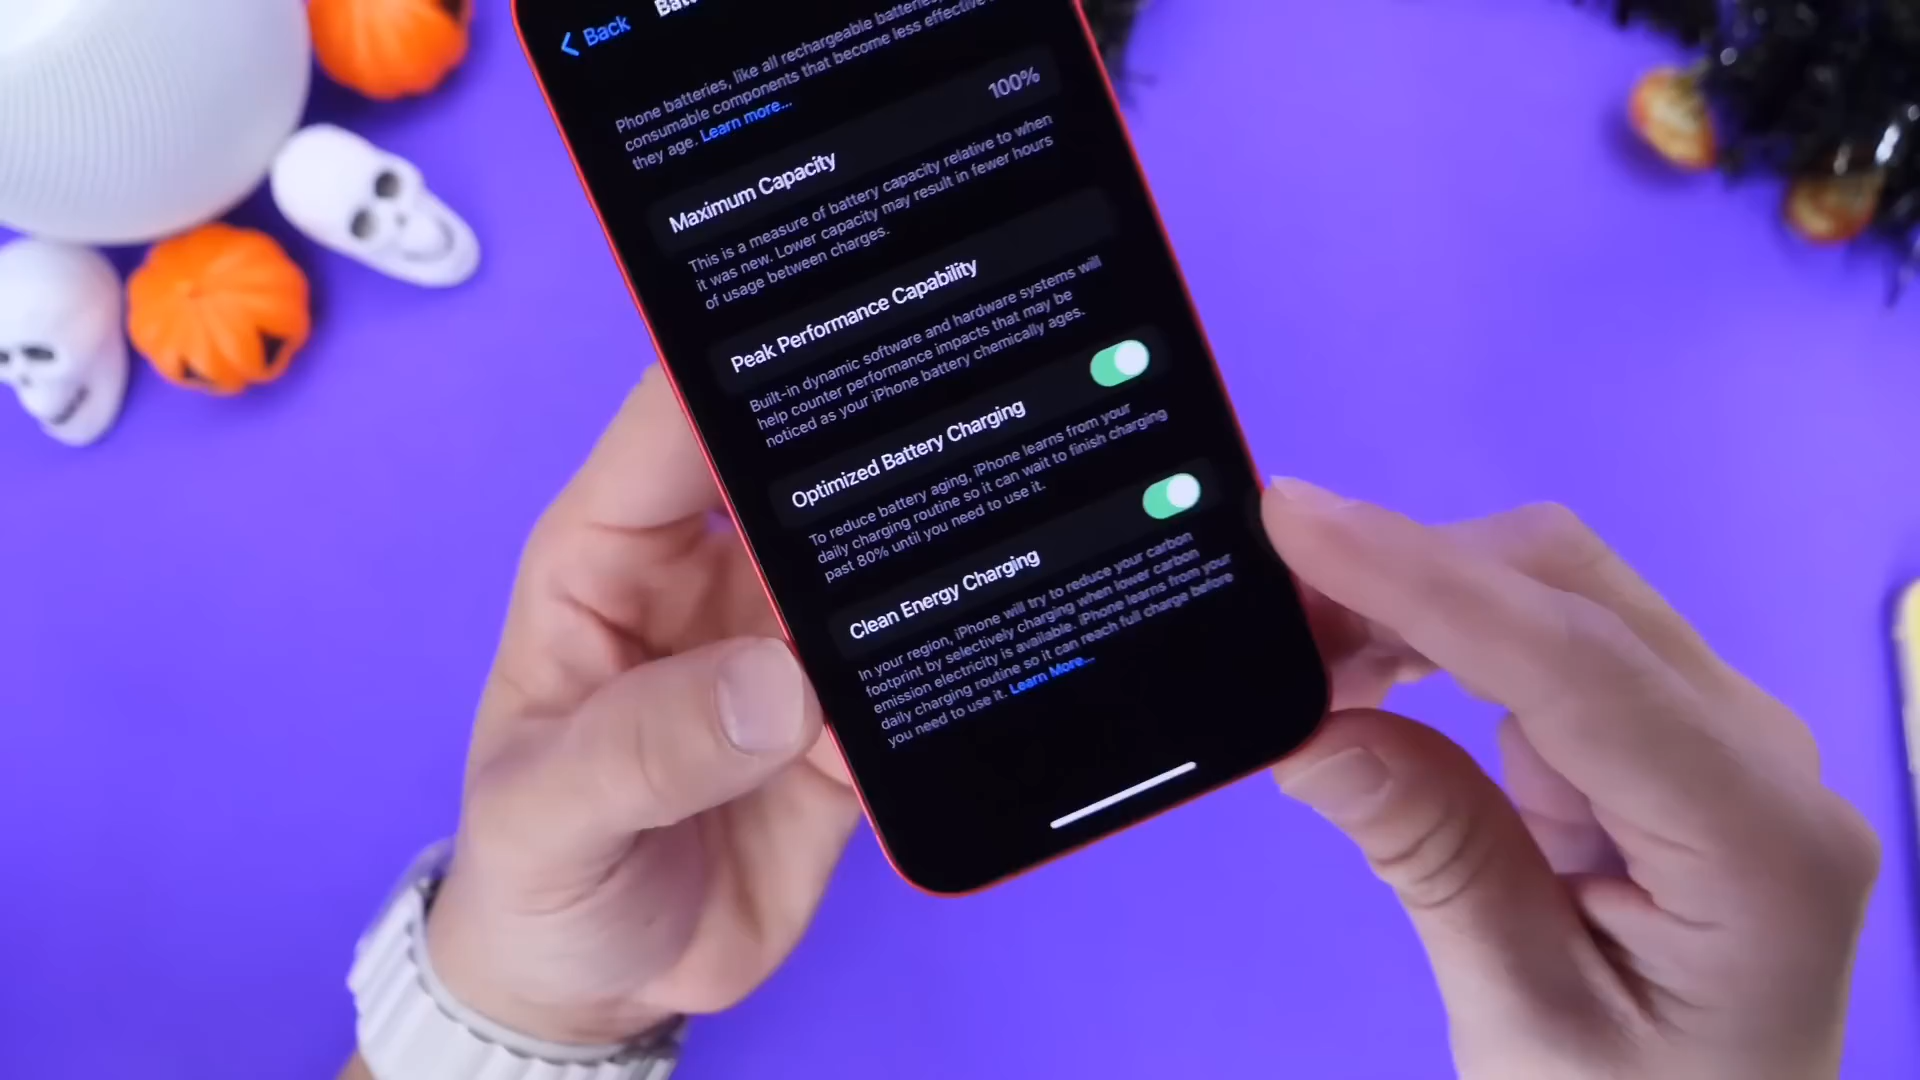 Back
Phone batteries, like all rechargeable batteries,
consumable components that become less effective
they age. Learn more...
Maximum Capacity 100%
This is a measure of battery capacity relative to when
it was new. Lower capacity may result in fewer hours
of usage between charges.
Peak Performance Capability
Built-in dynamic software and hardware systems will
help counter performance impacts that may be
noticed as your iPhone battery chemically ages.
Optimized Battery Charging
To reduce battery aging, iPhone learns from your
daily charging routine so it can wait to finish charging
past 80% until you need to use it.
Clean Energy Charging
In your region, iPhone will try to reduce your carbon
footprint by selectively charging when lower carbon
emission electricity is available. iPhone learns from your
daily charging routine so it can reach full charge before
you need to use it. Learn More...